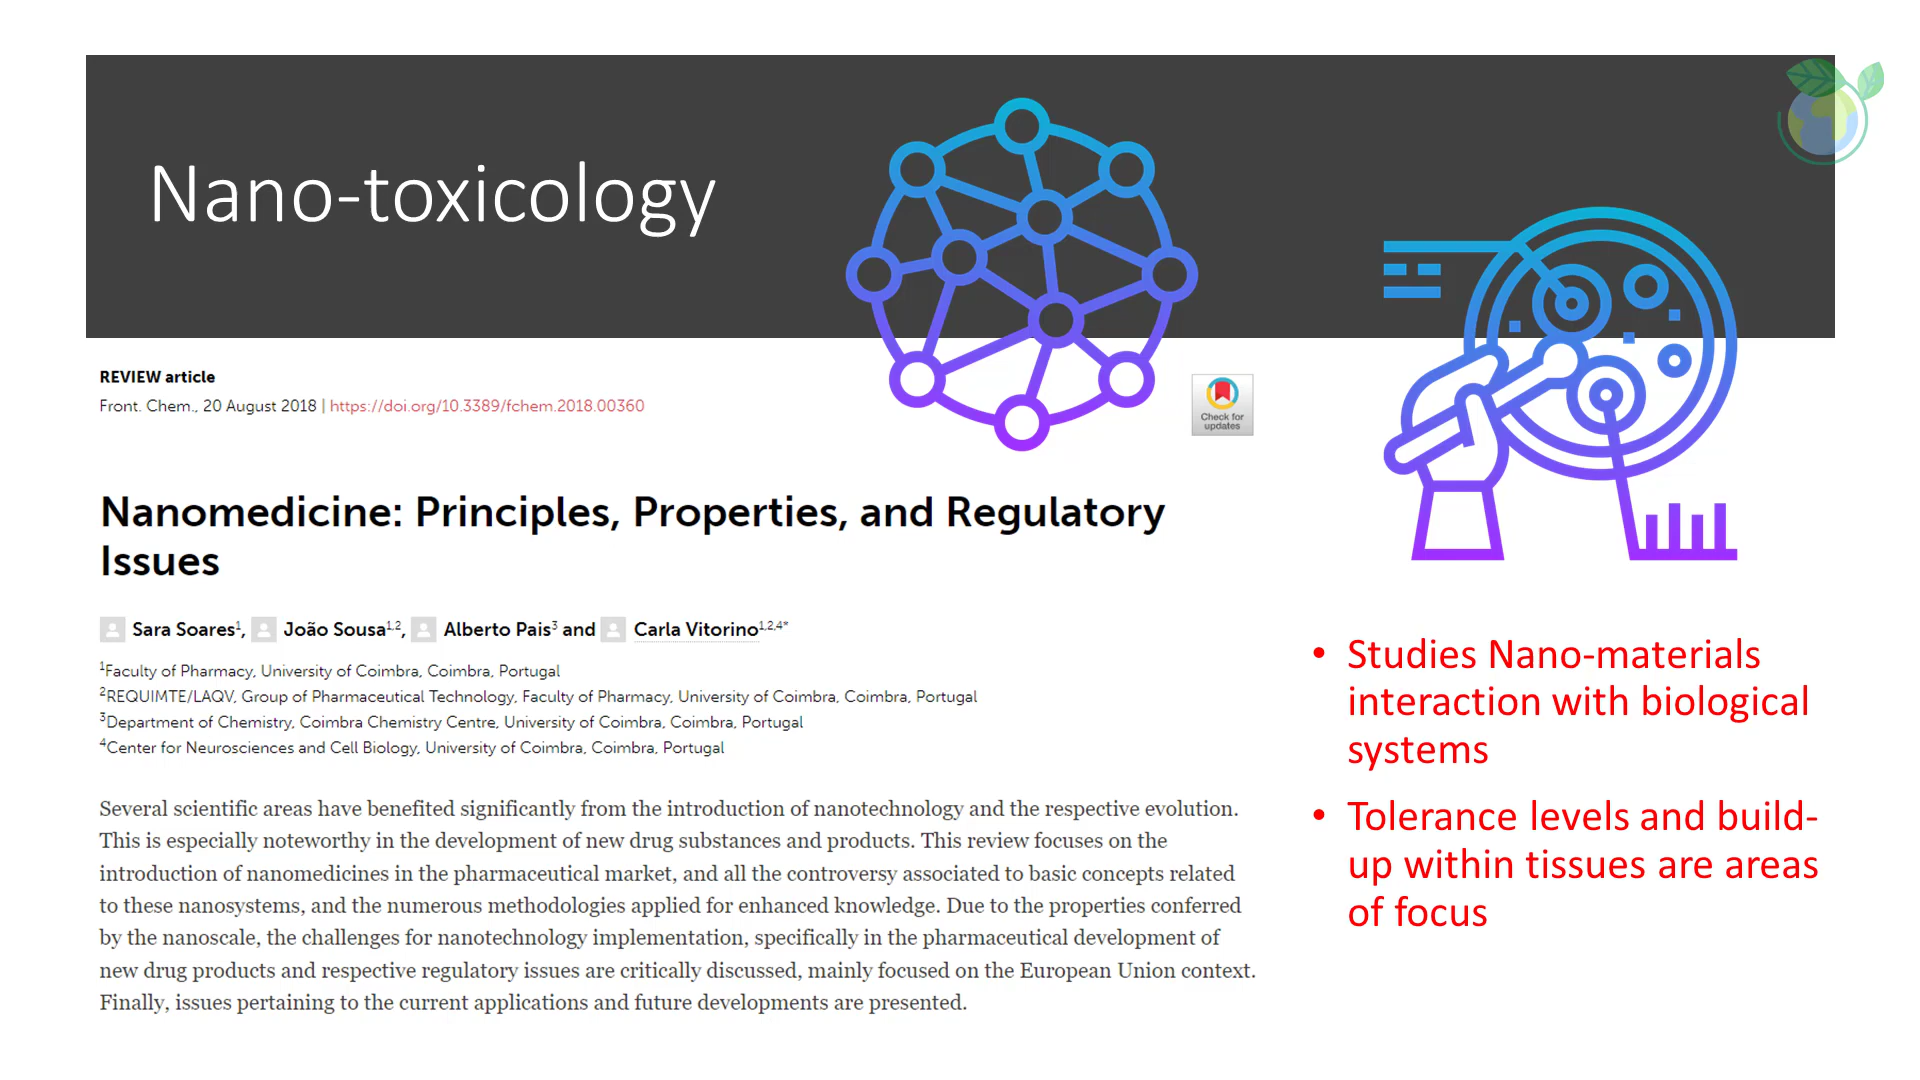 Nano-toxicology
REVIEW article
Front. Chem., 20 August 2018 | https://doi.org/10.3389/fchem.2018.00360
Check for
updates
Nanomedicine: Principles, Properties, and Regulatory
Issues
Sara Soares1, João Sousa1,2, Alberto Pais3 and Carla Vitorino1,2,4*
1Faculty of Pharmacy, University of Coimbra, Coimbra, Portugal
2REQUIMTE/LAQV, Group of Pharmaceutical Technology, Faculty of Pharmacy, University of Coimbra, Coimbra, Portugal
3Department of Chemistry, Coimbra Chemistry Centre, University of Coimbra, Coimbra, Portugal
4Center for Neurosciences and Cell Biology, University of Coimbra, Coimbra, Portugal
Several scientific areas have benefited significantly from the introduction of nanotechnology and the respective evolution.
This is especially noteworthy in the development of new drug substances and products. This review focuses on the
introduction of nanomedicines in the pharmaceutical market, and all the controversy associated to basic concepts related
to these nanosystems, and the numerous methodologies applied for enhanced knowledge. Due to the properties conferred
by the nanoscale, the challenges for nanotechnology implementation, specifically in the pharmaceutical development of
new drug products and respective regulatory issues are critically discussed, mainly focused on the European Union context.
Finally, issues pertaining to the current applications and future developments are presented.
• Studies Nano-materials
interaction with biological
systems
• Tolerance levels and build-
up within tissues are areas
of focus